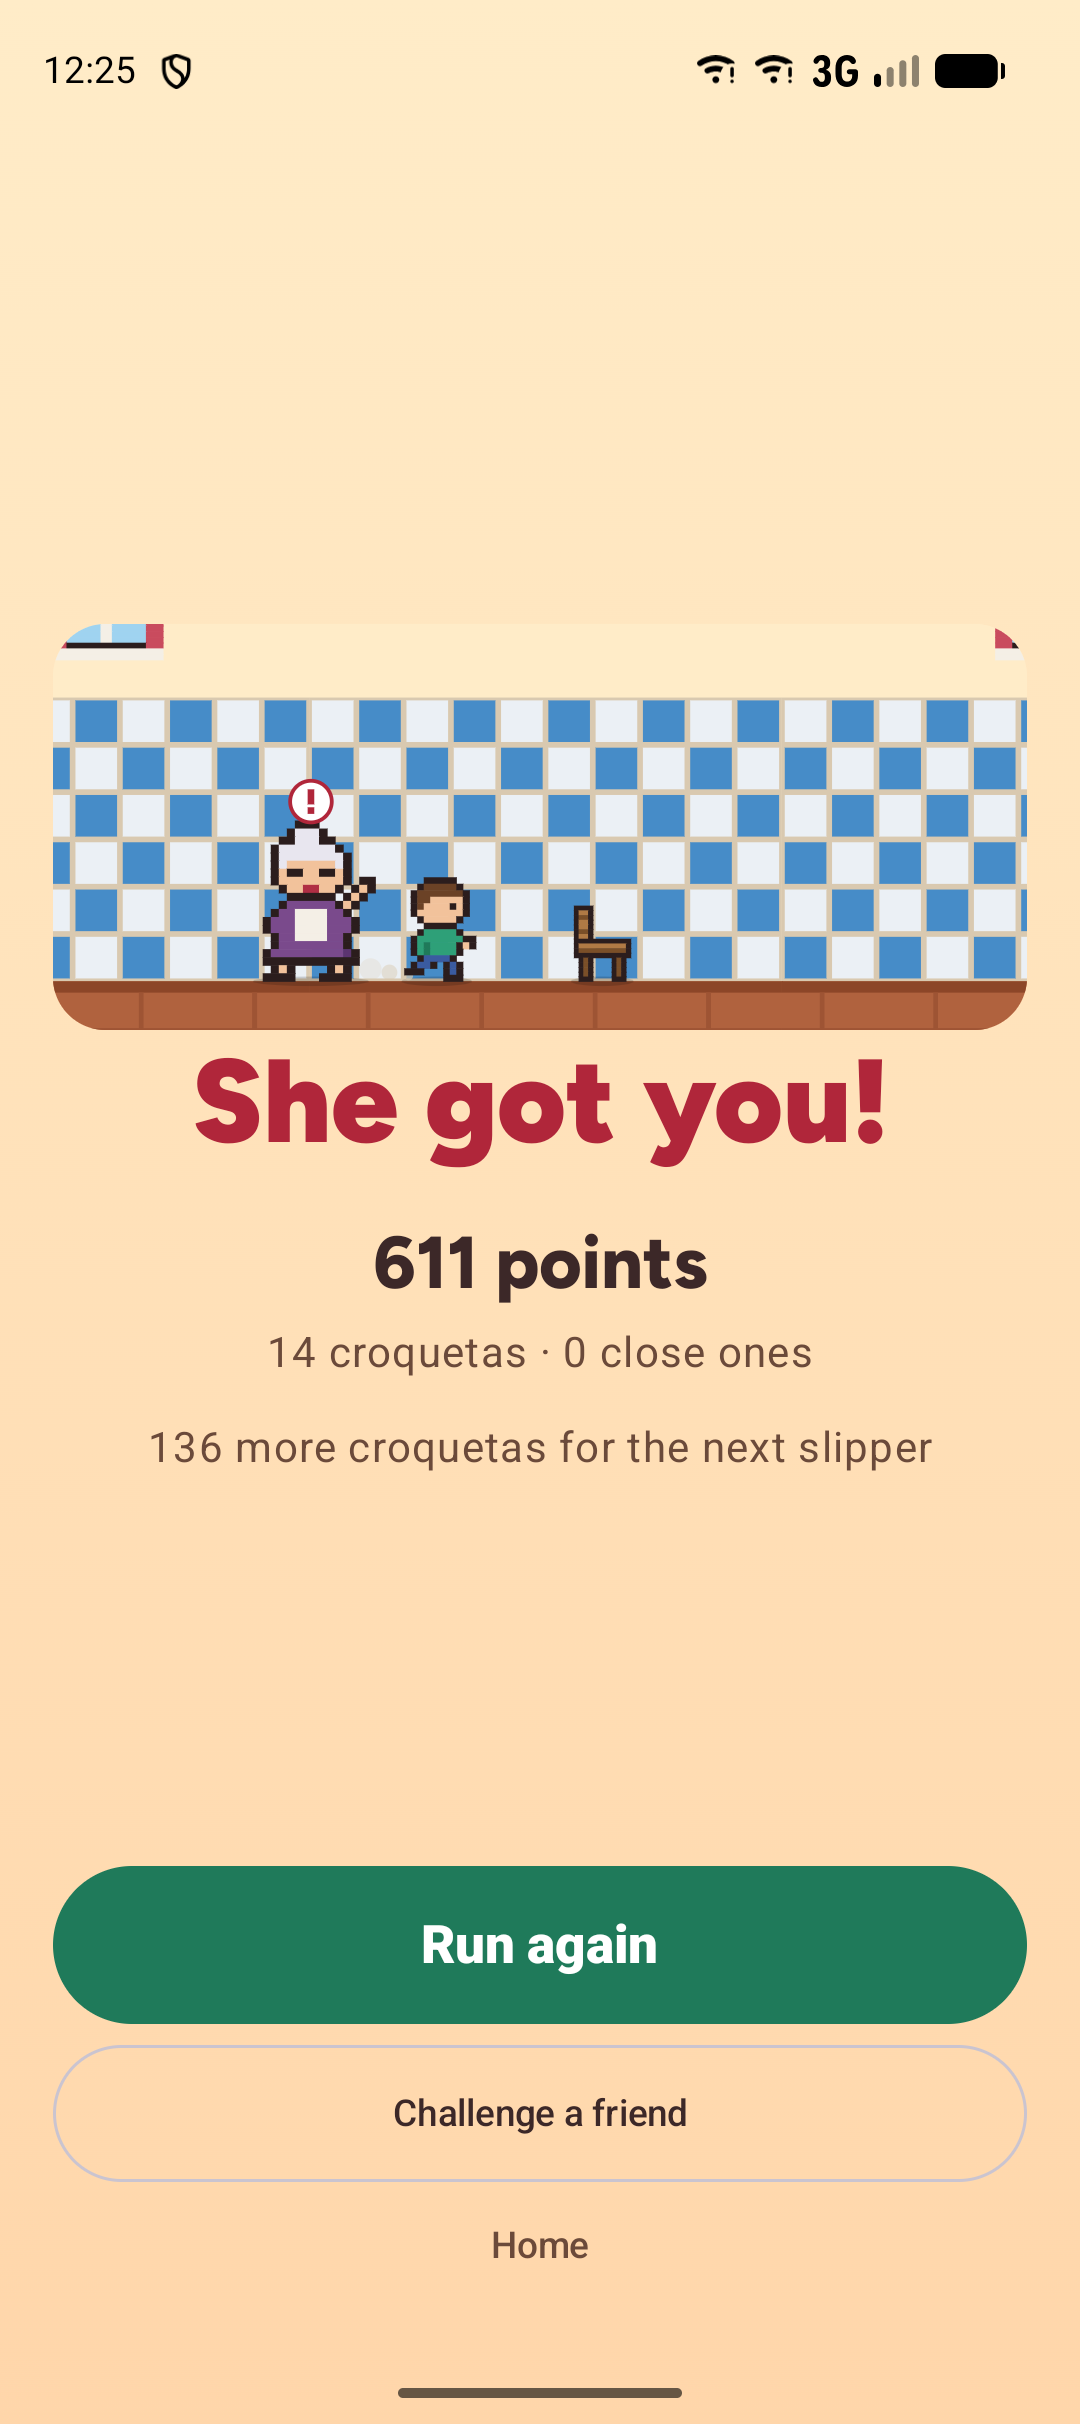 12:25
3G
She got you!
611 points
14 croquetas · 0 close ones
136 more croquetas for the next slipper
Run again
Challenge a friend
Home